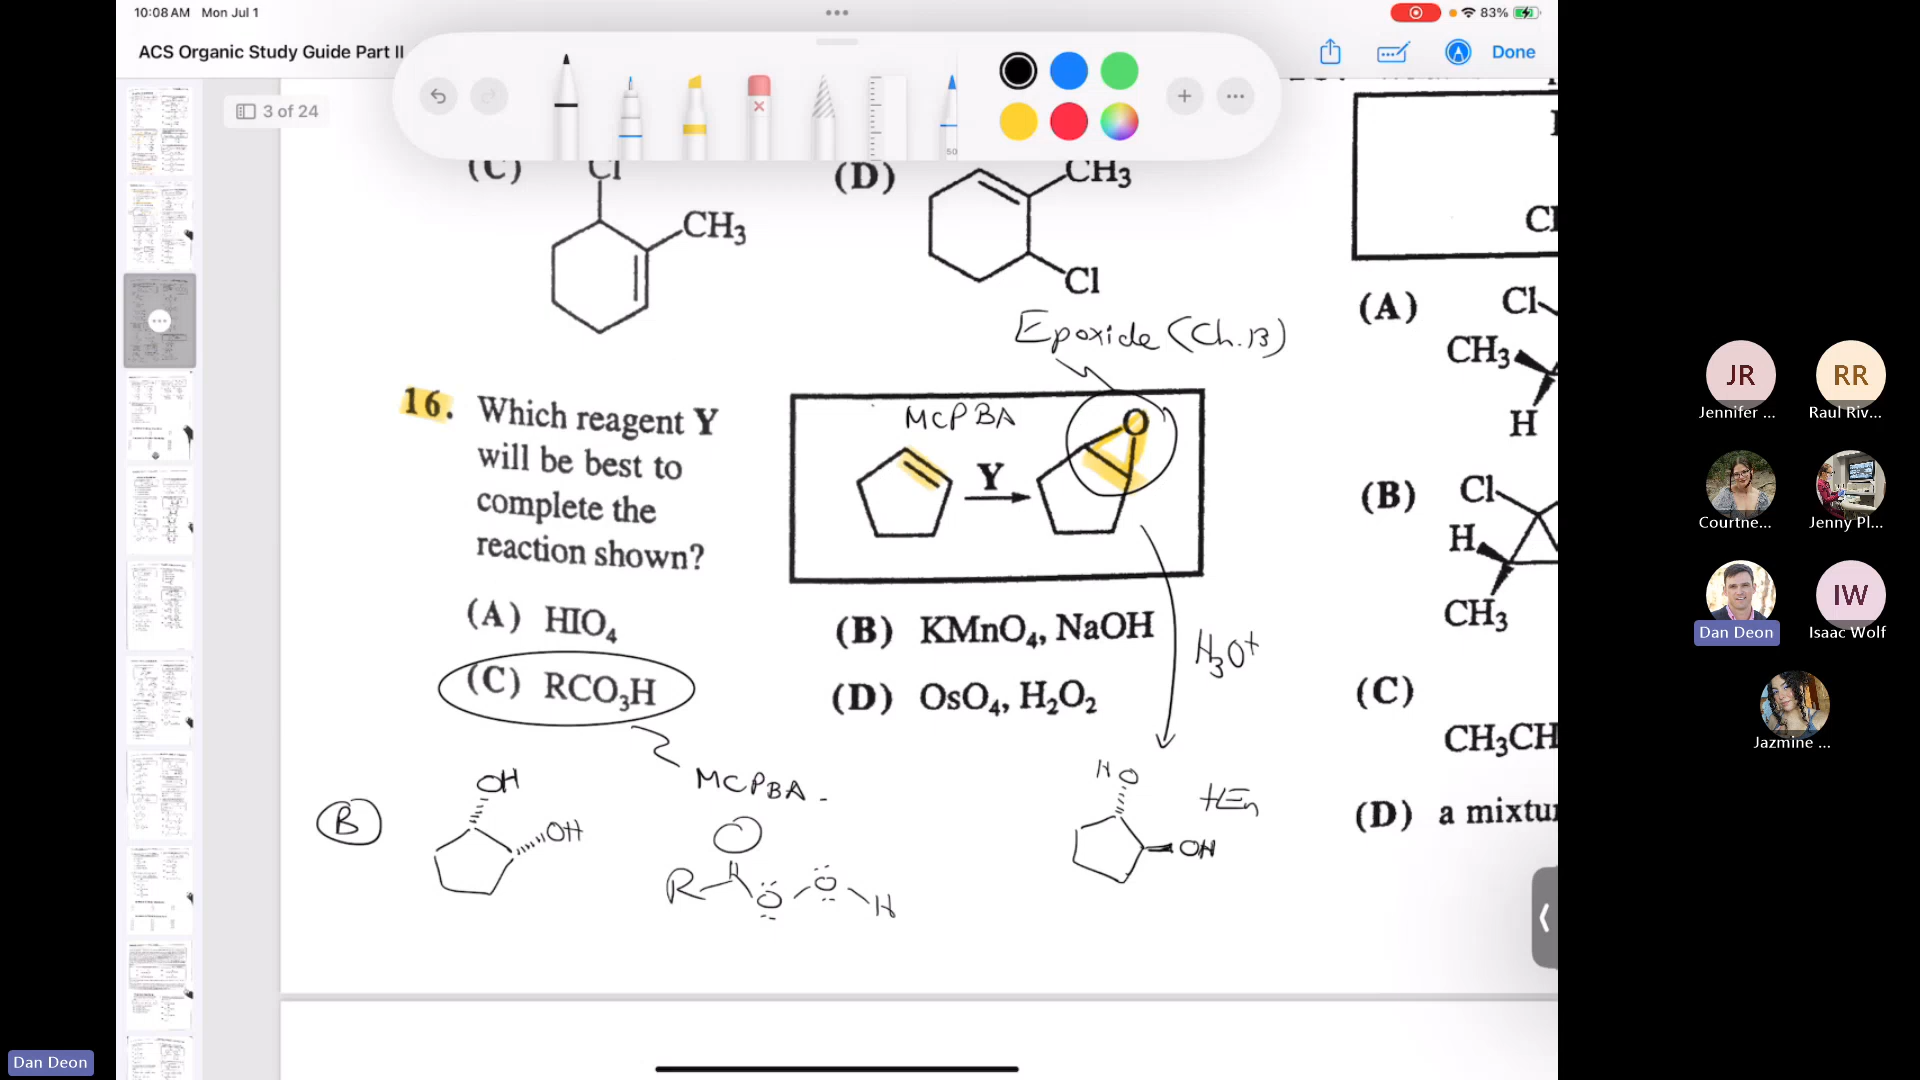 10:08 AM Mon Jul 1
83%
ACS Organic Study Guide Part II
Done
50
3 of 24
(C) Cl
CH3
(D) CH3
Cl
Epoxide (Ch. 13)
16. Which reagent Y
will be best to
complete the
reaction shown?
MCPBA
O
Y
(A) HIO4
(B) KMnO4, NaOH
(C) RCO3H
(D) OsO4, H2O2
H3O+
MCPBA
B
OH
OH
R
O
O
H
HO
OH
+En
Cl
(A) Cl
CH3
H
(B) Cl
H
CH3
(C)
CH3CH
(D) a mixtu
JR
Jennifer ...
RR
Raul Riv...
Courtne...
Jenny Pl...
Dan Deon
IW
Isaac Wolf
Jazmine ...
Dan Deon